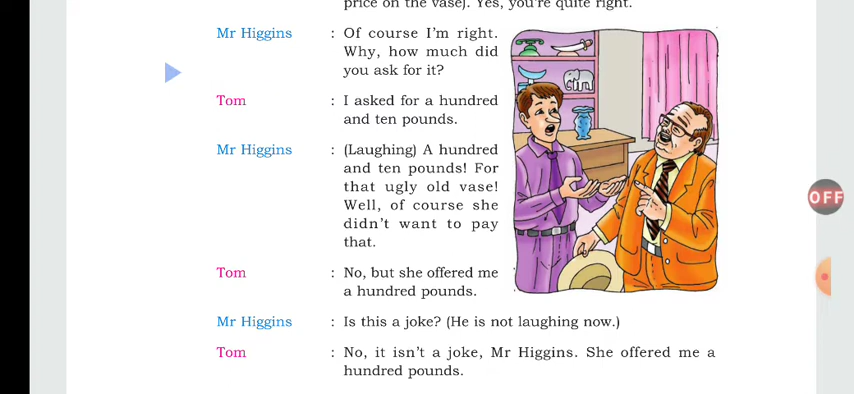 price on the vase). Yes, you're quite right.
Mr Higgins : Of course I'm right.
Why, how much did
you ask for it?
Tom : I asked for a hundred
and ten pounds.
Mr Higgins : (Laughing) A hundred
and ten pounds! For
that ugly old vase!
Well, of course she
didn't want to pay
that.
Tom : No, but she offered me
a hundred pounds.
Mr Higgins : Is this a joke? (He is not laughing now.)
Tom : No, it isn't a joke, Mr Higgins. She offered me a
hundred pounds.
OFF